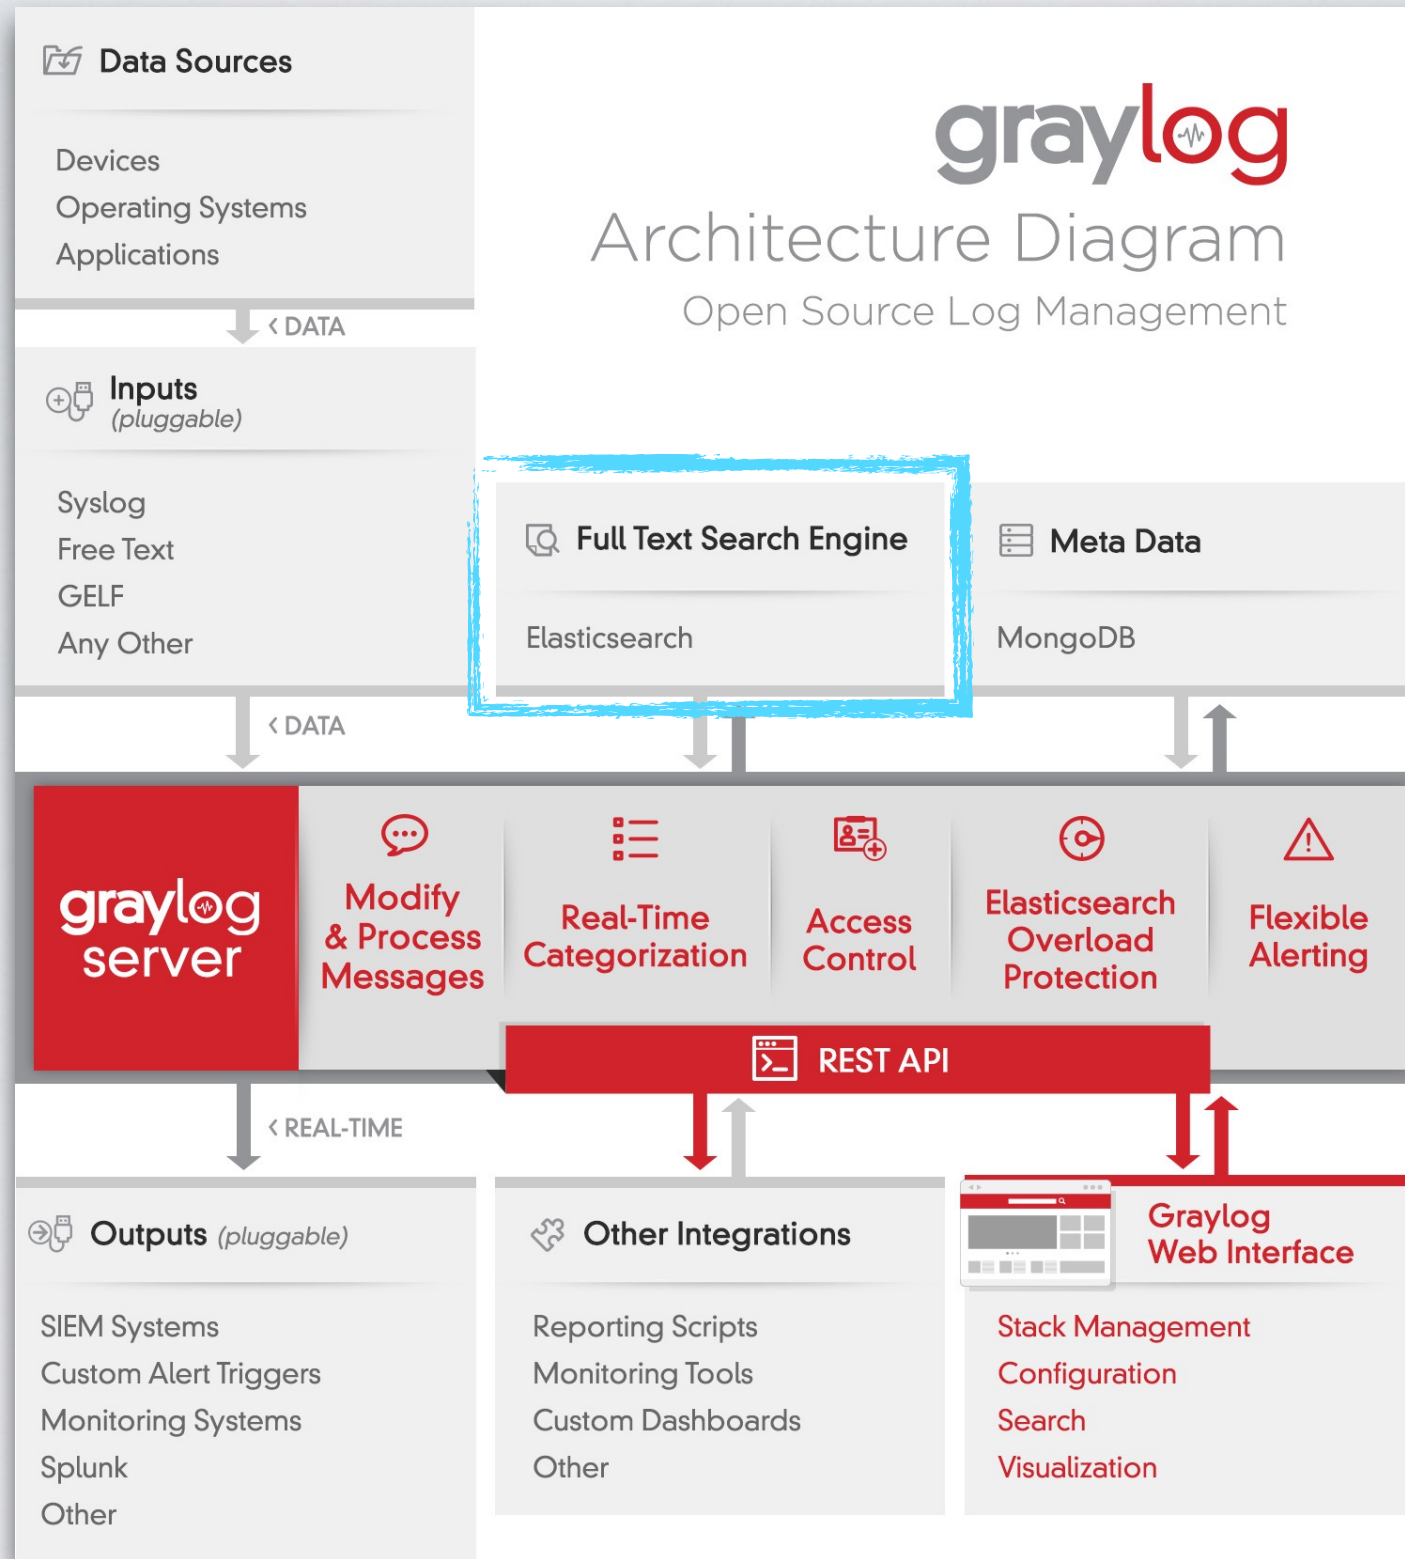 Data Sources
Devices
Operating Systems
Applications
graylog
Architecture Diagram
Open Source Log Management
< DATA
Inputs
(pluggable)
Syslog
Free Text
GELF
Any Other
Full Text Search Engine
Elasticsearch
Meta Data
MongoDB
< DATA
graylog
server
Modify
& Process
Messages
Real-Time
Categorization
Access
Control
Elasticsearch
Overload
Protection
Flexible
Alerting
REST API
< REAL-TIME
Outputs (pluggable)
SIEM Systems
Custom Alert Triggers
Monitoring Systems
Splunk
Other
Other Integrations
Reporting Scripts
Monitoring Tools
Custom Dashboards
Other
Graylog
Web Interface
Stack Management
Configuration
Search
Visualization